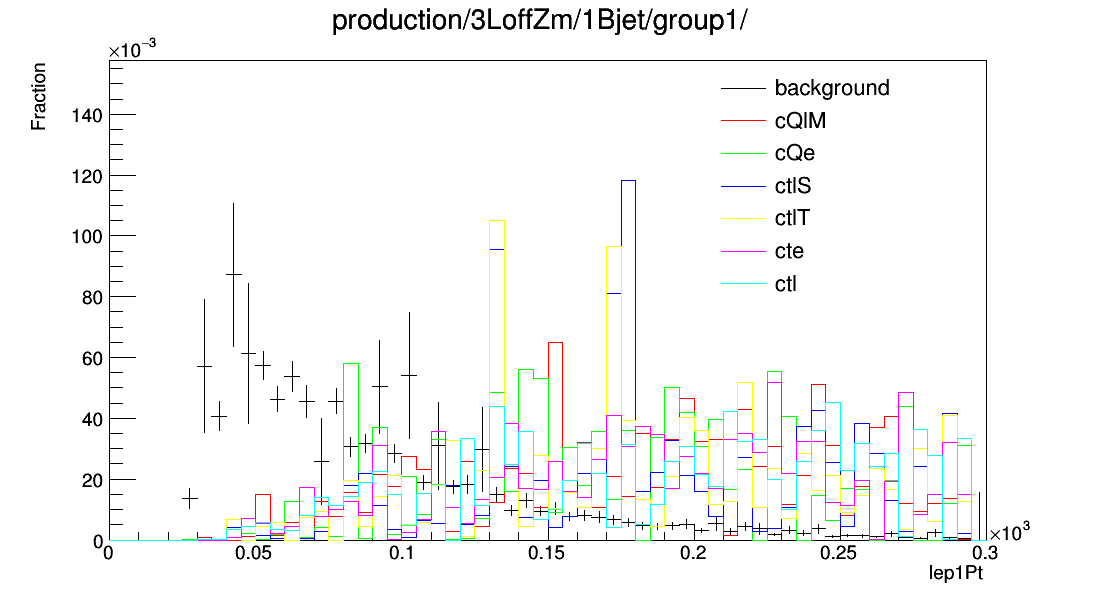 production/3LoffZm/1Bjet/group1/
×10⁻³
Fraction
140
120
100
80
60
40
20
0
background
cQlM
cQe
ctlS
ctlT
cte
ctl
0 0.05 0.1 0.15 0.2 0.25 0.3
×10³
lep1Pt